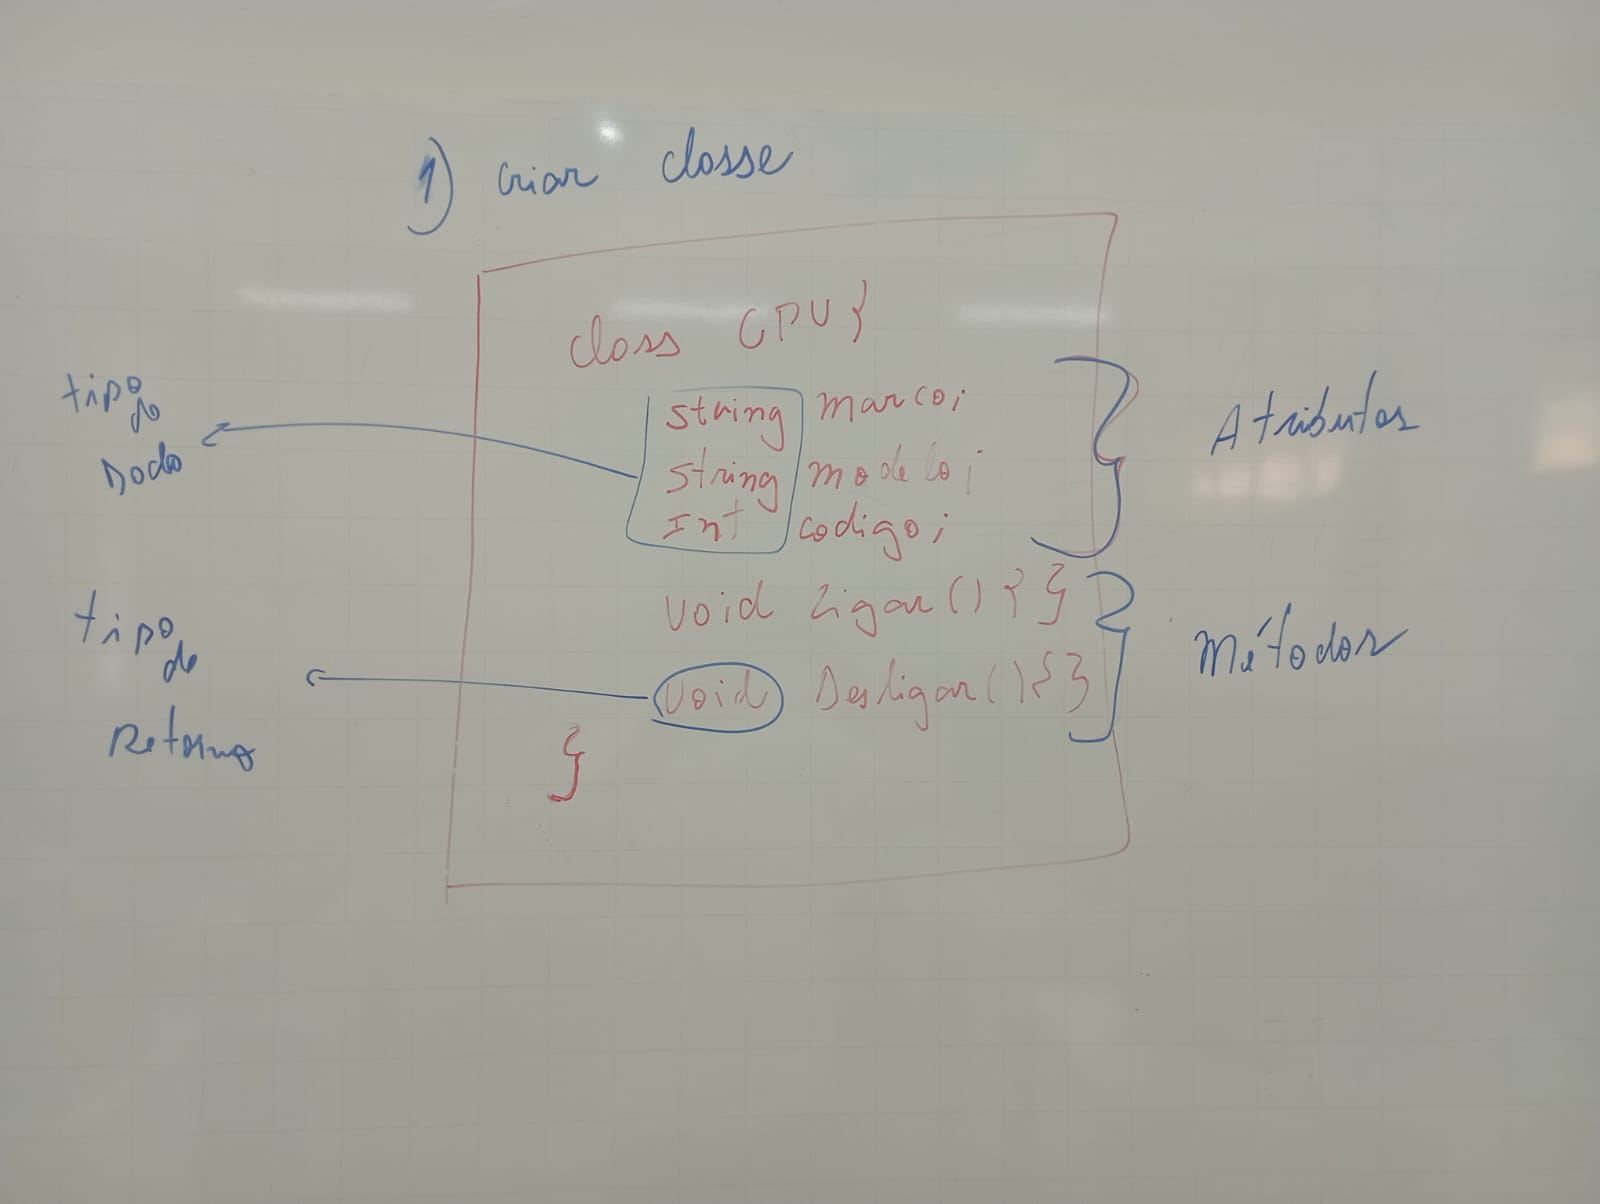 1) criar classe
class CPU{
string marca;
string modelo;
Int codigo;
void Ligar(){ }
void Desligar(){ }
}
tipo
do
Dado
tipo
de
Retorno
Atributos
Métodos